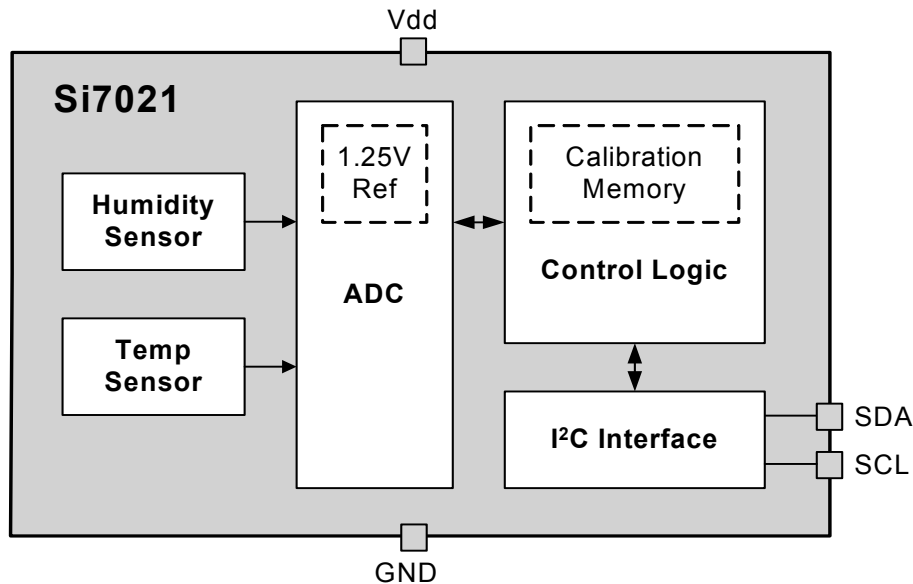 Vdd
Si7021
1.25V
Ref
Calibration
Memory
Humidity
Sensor
ADC
Control Logic
Temp
Sensor
I²C Interface
SDA
SCL
GND